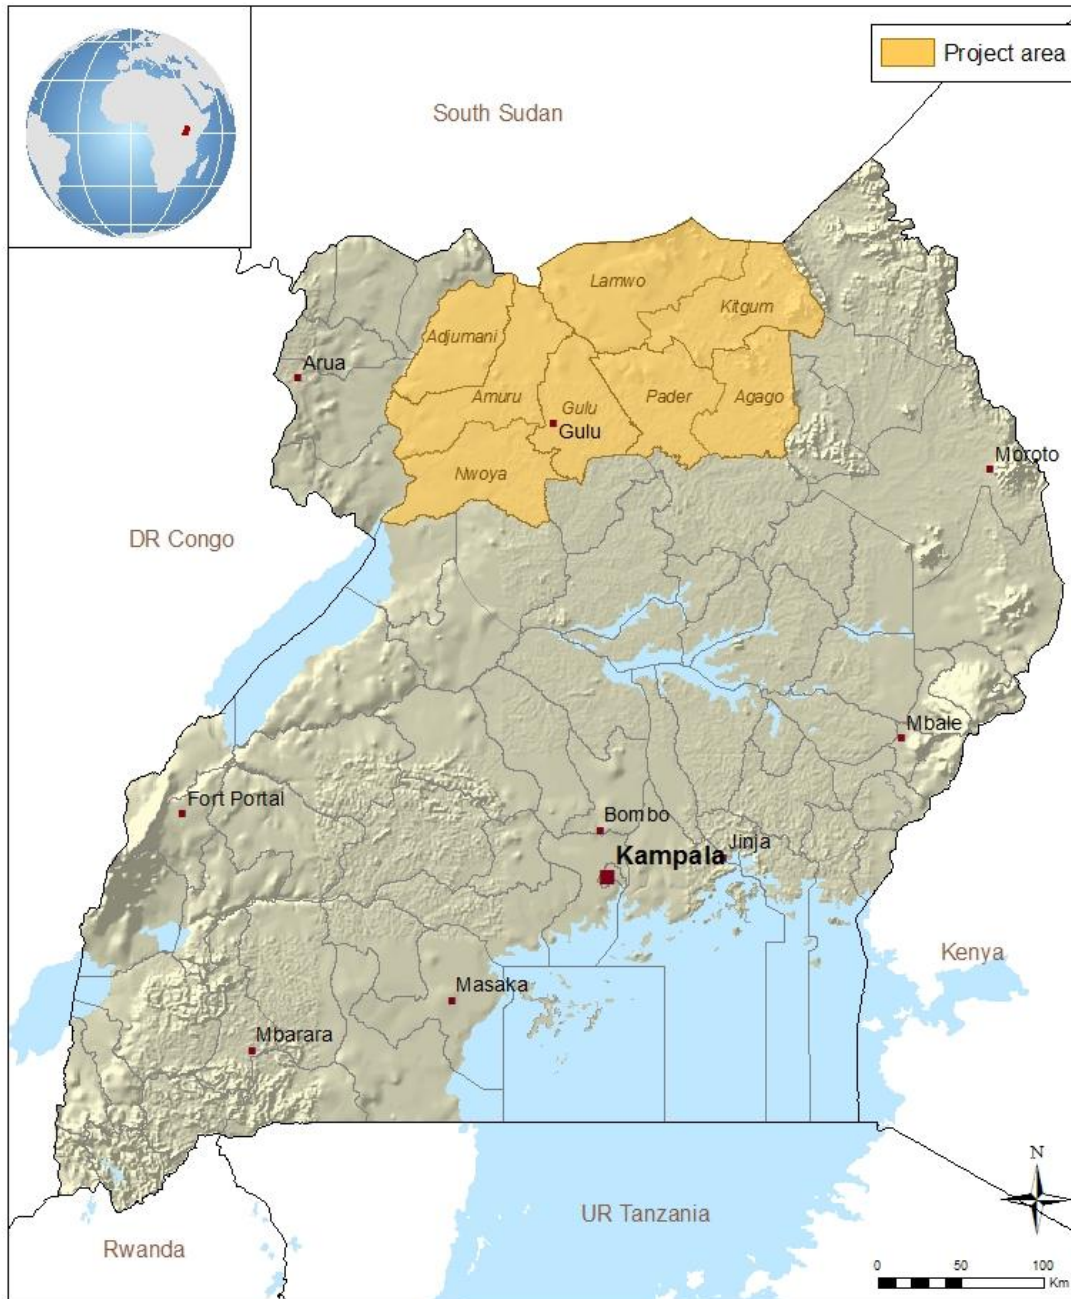 Project area
South Sudan
Lamwo
Kitgum
Adjumani
Arua
Amuru
Gulu
Pader
Agago
Gulu
Nwoya
Moroto
DR Congo
Mbale
Fort Portal
Bombo
Jinja
Kampala
Kenya
Masaka
Mbarara
N
UR Tanzania
Rwanda
0 50 100
Km